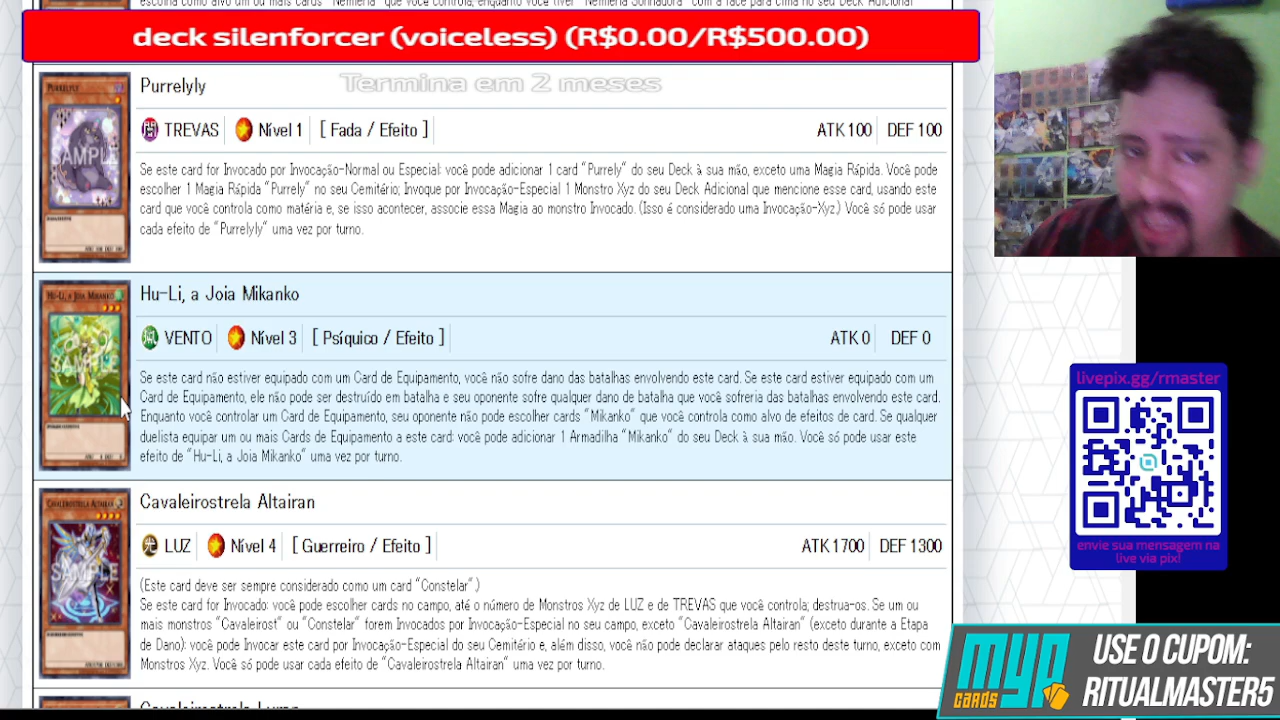 escolha como alvo um ou mais cards
deck silenforcer (voiceless) (R$0.00/R$500.00)
Termina em 2 meses
PURRELYLY
Purrelyly
TREVAS Nível 1 [ Fada / Efeito ] ATK 100 DEF 100
SAMPLE
Se este card for Invocado por Invocação-Normal ou Especial: você pode adicionar 1 card "Purrely" do seu Deck à sua mão, exceto uma Magia Rápida. Você pode
escolher 1 Magia Rápida "Purrely" no seu Cemitério; Invoque por Invocação-Especial 1 Monstro Xyz do seu Deck Adicional que mencione esse card, usando este
card que você controla como matéria e, se isso acontecer, associe essa Magia ao monstro Invocado. (Isso é considerado uma Invocação-Xyz.) Você só pode usar
cada efeito de "Purrelyly" uma vez por turno.
HU-LI, A JOIA MIKANKO
Hu-Li, a Joia Mikanko
VENTO Nível 3 [ Psíquico / Efeito ] ATK 0 DEF 0
SAMPLE
Se este card não estiver equipado com um Card de Equipamento, você não sofre dano das batalhas envolvendo este card. Se este card estiver equipado com um
Card de Equipamento, ele não pode ser destruído em batalha e seu oponente sofre qualquer dano de batalha que você sofreria das batalhas envolvendo este card.
Enquanto você controlar um Card de Equipamento, seu oponente não pode escolher cards "Mikanko" que você controla como alvo de efeitos de card. Se qualquer
duelista equipar um ou mais Cards de Equipamento a este card: você pode adicionar 1 Armadilha "Mikanko" do seu Deck à sua mão. Você só pode usar este
efeito de "Hu-Li, a Joia Mikanko" uma vez por turno.
CAVALEIROSTRELA ALTAIRAN
Cavaleirostrela Altairan
LUZ Nível 4 [ Guerreiro / Efeito ] ATK 1700 DEF 1300
SAMPLE
(Este card deve ser sempre considerado como um card "Constelar".)
Se este card for Invocado: você pode escolher cards no campo, até o número de Monstros Xyz de LUZ e de TREVAS que você controla; destrua-os. Se um ou
mais monstros "Cavaleirost" ou "Constelar" forem Invocados por Invocação-Especial no seu campo, exceto "Cavaleirostrela Altairan" (exceto durante a Etapa
de Dano): você pode Invocar este card por Invocação-Especial do seu Cemitério e, além disso, você não pode declarar ataques pelo resto deste turno, exceto com
Monstros Xyz. Você só pode usar cada efeito de "Cavaleirostrela Altairan" uma vez por turno.
livepix.gg/rmaster
envie sua mensagem na
live via pix!
myp
CARDS
USE O CUPOM:
RITUALMASTER5